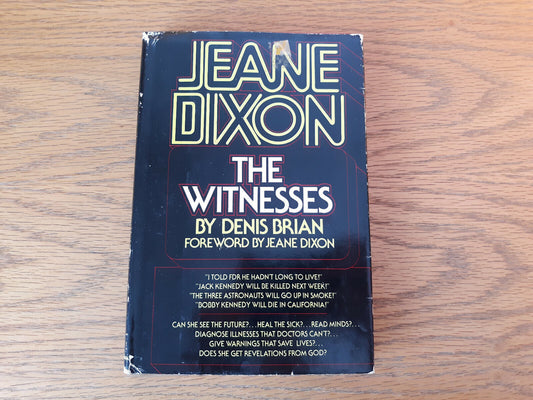 JEANE
DIXON
THE
WITNESSES
BY DENIS BRIAN
FOREWORD BY JEANE DIXON
"I TOLD FDR HE HADN'T LONG TO LIVE!"
"JACK KENNEDY WILL BE KILLED NEXT WEEK!"
"THE THREE ASTRONAUTS WILL GO UP IN SMOKE!"
"BOBBY KENNEDY WILL DIE IN CALIFORNIA!"
CAN SHE SEE THE FUTURE?...HEAL THE SICK?...READ MINDS?...
DIAGNOSE ILLNESSES THAT DOCTORS CAN'T?...
GIVE WARNINGS THAT SAVE LIVES?...
DOES SHE GET REVELATIONS FROM GOD?